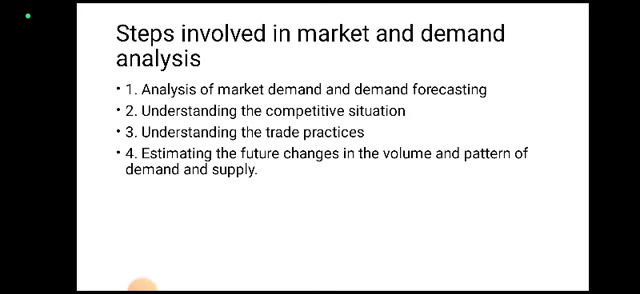 Steps involved in market and demand
analysis
• 1. Analysis of market demand and demand forecasting
• 2. Understanding the competitive situation
• 3. Understanding the trade practices
• 4. Estimating the future changes in the volume and pattern of
demand and supply.